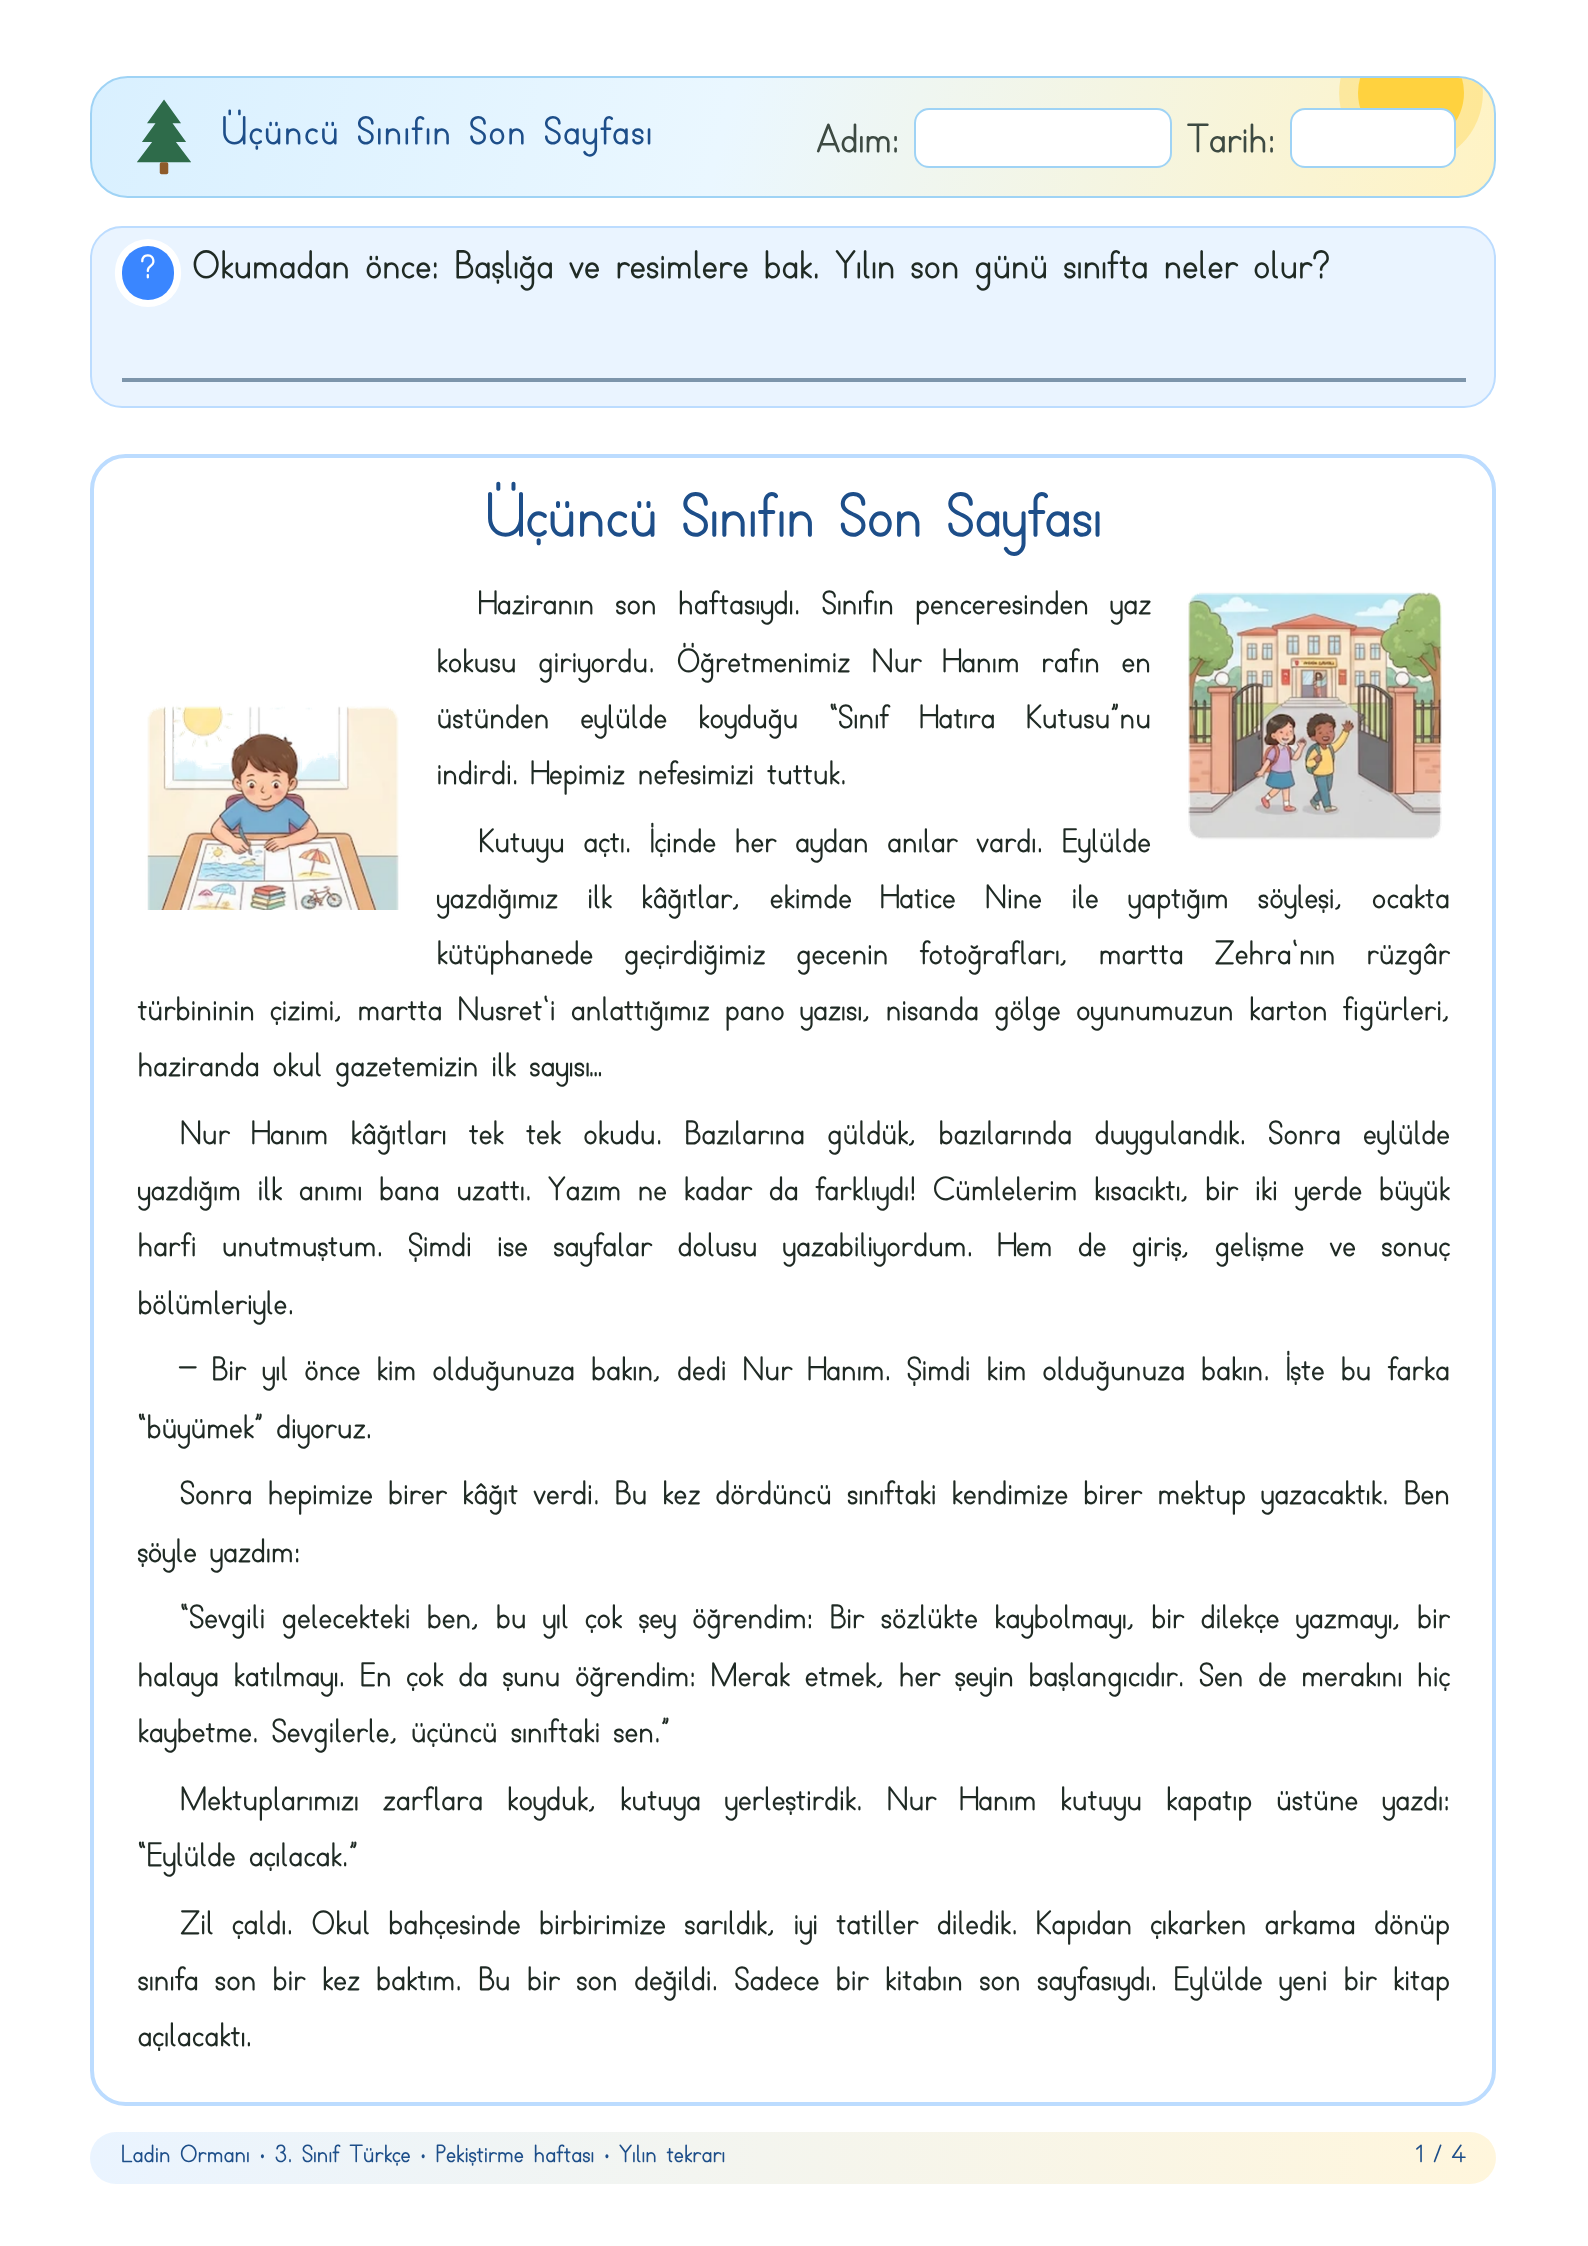 Üçüncü Sınıfın Son Sayfası
Adım:
Tarih:
? Okumadan önce: Başlığa ve resimlere bak. Yılın son günü sınıfta neler olur?
Üçüncü Sınıfın Son Sayfası
Haziranın son haftasıydı. Sınıfın penceresinden yaz
kokusu giriyordu. Öğretmenimiz Nur Hanım rafın en
üstünden eylülde koyduğu “Sınıf Hatıra Kutusu”nu
indirdi. Hepimiz nefesimizi tuttuk.
Kutuyu açtı. İçinde her aydan anılar vardı. Eylülde
yazdığımız ilk kâğıtlar, ekimde Hatice Nine ile yaptığım söyleşi, ocakta
kütüphanede geçirdiğimiz gecenin fotoğrafları, martta Zehra‘nın rüzgâr
türbininin çizimi, martta Nusret‘i anlattığımız pano yazısı, nisanda gölge oyunumuzun karton figürleri,
haziranda okul gazetemizin ilk sayısı...
Nur Hanım kâğıtları tek tek okudu. Bazılarına güldük, bazılarında duygulandık. Sonra eylülde
yazdığım ilk anımı bana uzattı. Yazım ne kadar da farklıydı! Cümlelerim kısacıktı, bir iki yerde büyük
harfi unutmuştum. Şimdi ise sayfalar dolusu yazabiliyordum. Hem de giriş, gelişme ve sonuç
bölümleriyle.
– Bir yıl önce kim olduğunuza bakın, dedi Nur Hanım. Şimdi kim olduğunuza bakın. İşte bu farka
“büyümek” diyoruz.
Sonra hepimize birer kâğıt verdi. Bu kez dördüncü sınıftaki kendimize birer mektup yazacaktık. Ben
şöyle yazdım:
“Sevgili gelecekteki ben, bu yıl çok şey öğrendim: Bir sözlükte kaybolmayı, bir dilekçe yazmayı, bir
halaya katılmayı. En çok da şunu öğrendim: Merak etmek, her şeyin başlangıcıdır. Sen de merakını hiç
kaybetme. Sevgilerle, üçüncü sınıftaki sen.”
Mektuplarımızı zarflara koyduk, kutuya yerleştirdik. Nur Hanım kutuyu kapatıp üstüne yazdı:
“Eylülde açılacak.”
Zil çaldı. Okul bahçesinde birbirimize sarıldık, iyi tatiller diledik. Kapıdan çıkarken arkama dönüp
sınıfa son bir kez baktım. Bu bir son değildi. Sadece bir kitabın son sayfasıydı. Eylülde yeni bir kitap
açılacaktı.
Ladin Ormanı • 3. Sınıf Türkçe • Pekiştirme haftası • Yılın tekrarı
1 / 4